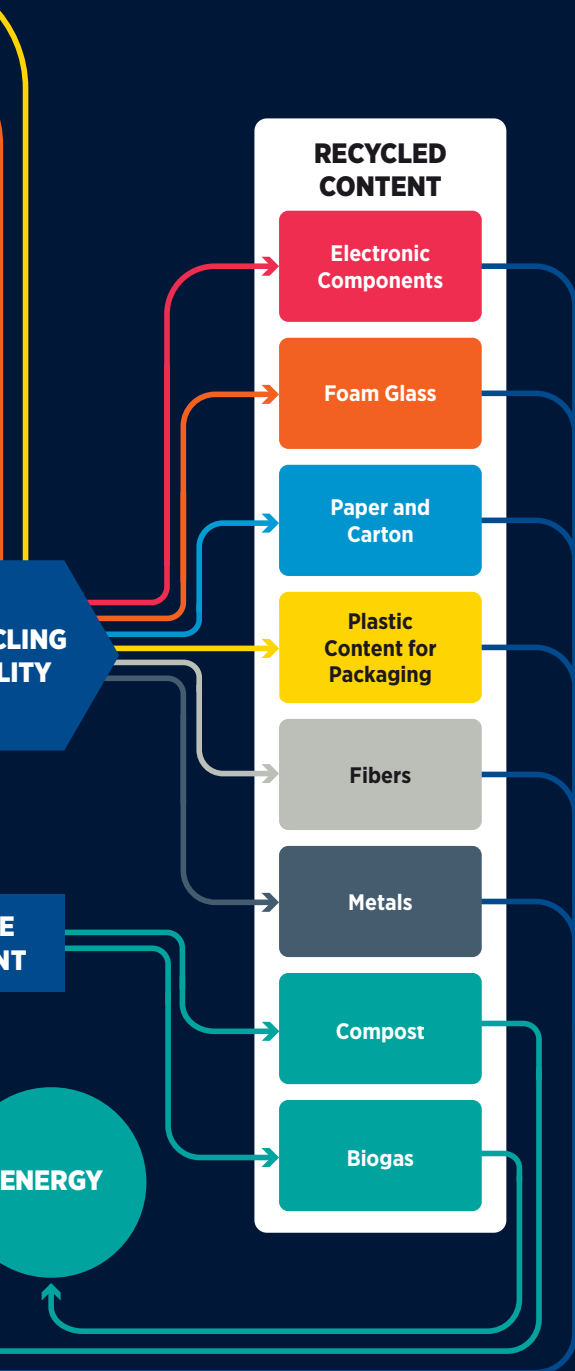 RECYCLED
CONTENT
Electronic
Components
Foam Glass
Paper and
Carton
CLING
LITY
Plastic
Content for
Packaging
Fibers
Metals
E
NT
Compost
ENERGY
Biogas